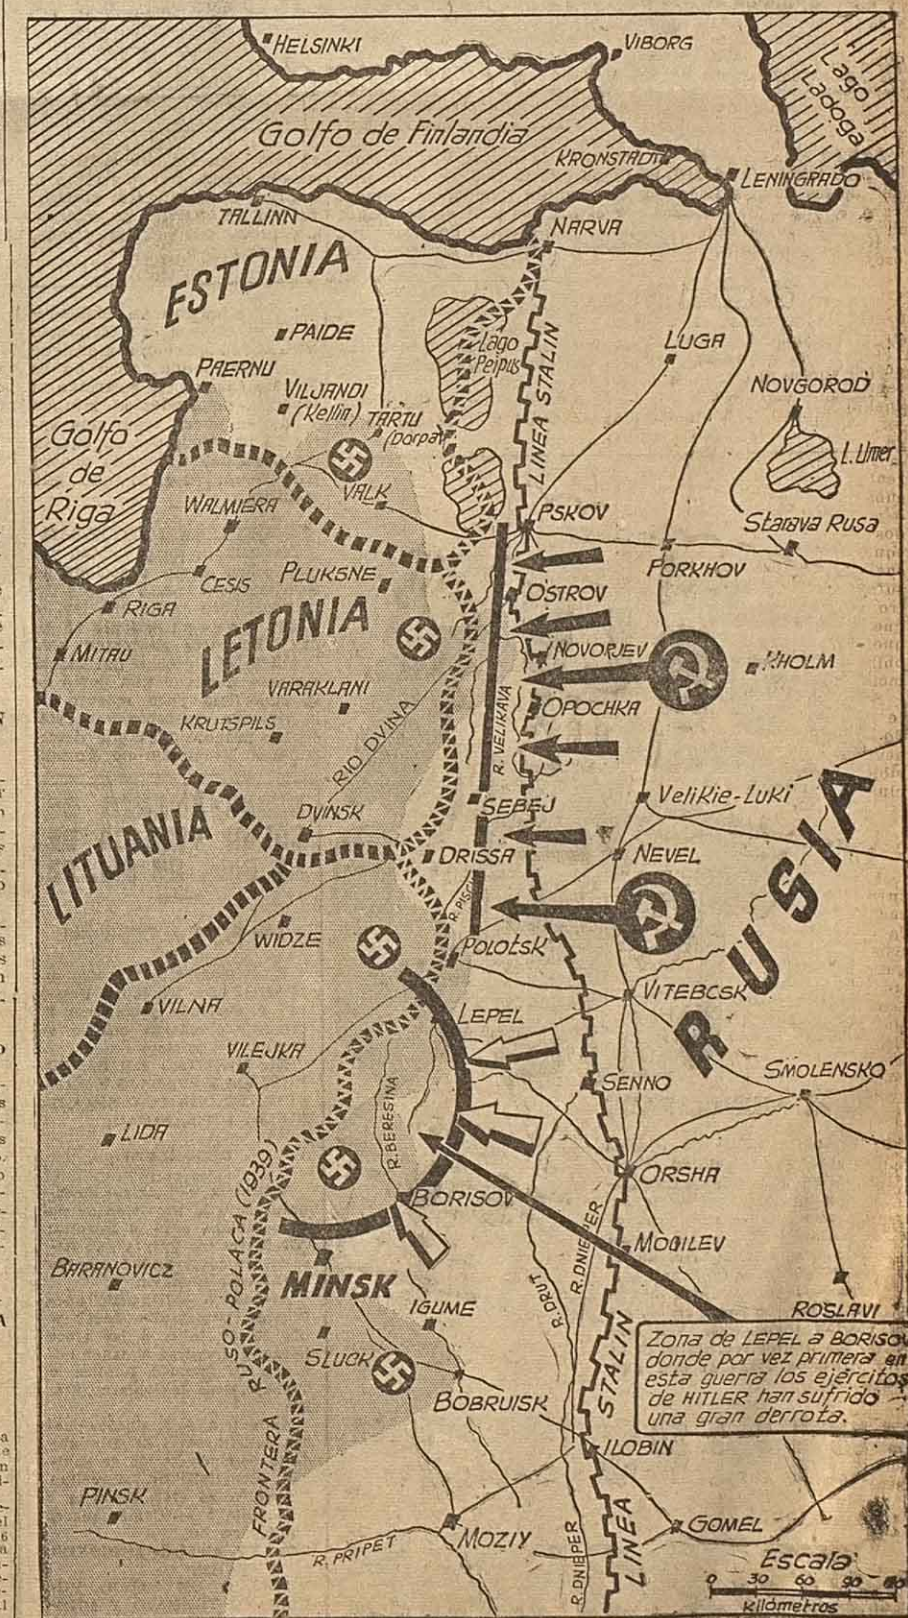 HELSINKI
VIBORG
Lago
Ladoga
Golfo de Finlandia
KRONSTADT
LENINGRADO
TALLINN
NARVA
ESTONIA
PAIDE
Lago
Peipus
LINEA STALIN
LUGA
PAERNU
VILJANDI
(Kellin)
TARTU
(Dorpat)
NOVGOROD
L. Ilmer
Golfo
de
Riga
WALMIERA
VALK
PSKOV
Starava Rusa
PORKHOV
CESIS
PLUKSNE
OSTROV
RIGA
LETONIA
NOVORJEV
KHOLM
MITAU
VARAKLANI
OPOCHKA
KRUTSPILS
RIO DVINA
R. VELIKAVA
SEBEJ
Velikie-Luki
DVINSK
LITUANIA
DRISSA
NEVEL
RUSIA
WIDZE
POLOTSK
VILNA
LEPEL
VITEBCSK
VILEJKA
SENNO
SMOLENSKO
R. BERESINA
LIDA
ORSHA
BORISOV
R. DRUT
R. DNIEPER
MOGILEV
BARANOVICZ
MINSK
IGUME
ROSLAVI
Zona de LEPEL a BORISOV
donde por vez primera en
esta guerra los ejércitos
de HITLER han sufrido
una gran derrota.
SLUCK
BOBRUISK
LINEA STALIN
ILOBIN
FRONTERA RUSO-POLACA (1939)
PINSK
MOZIY
GOMEL
R. PRIPET
R. DNIEPER
Escala
0 30 60 90
Kilómetros